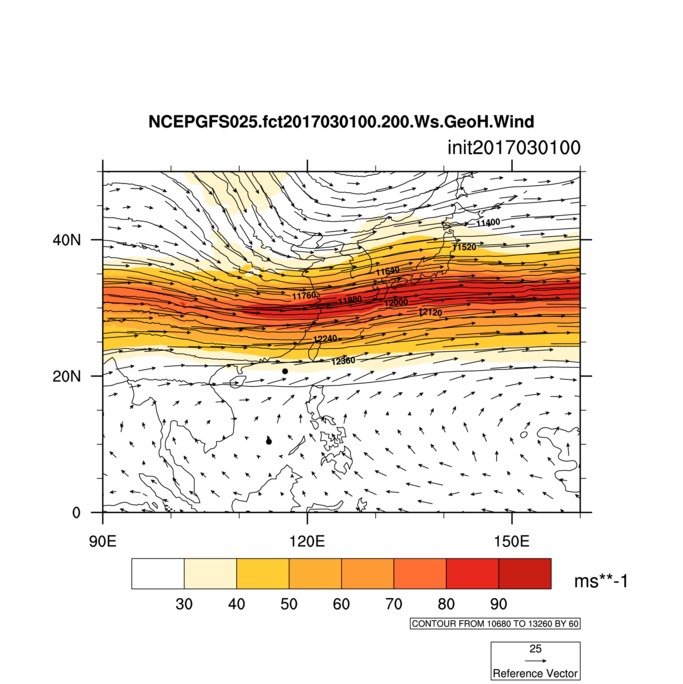 NCEPGFS025.fct2017030100.200.Ws.GeoH.Wind
init2017030100
11400
40N
11520
11640
11760
11880
12000
12120
12240
12360
20N
0
90E 120E 150E
ms**-1
30 40 50 60 70 80 90
CONTOUR FROM 10680 TO 13260 BY 60
25
Reference Vector